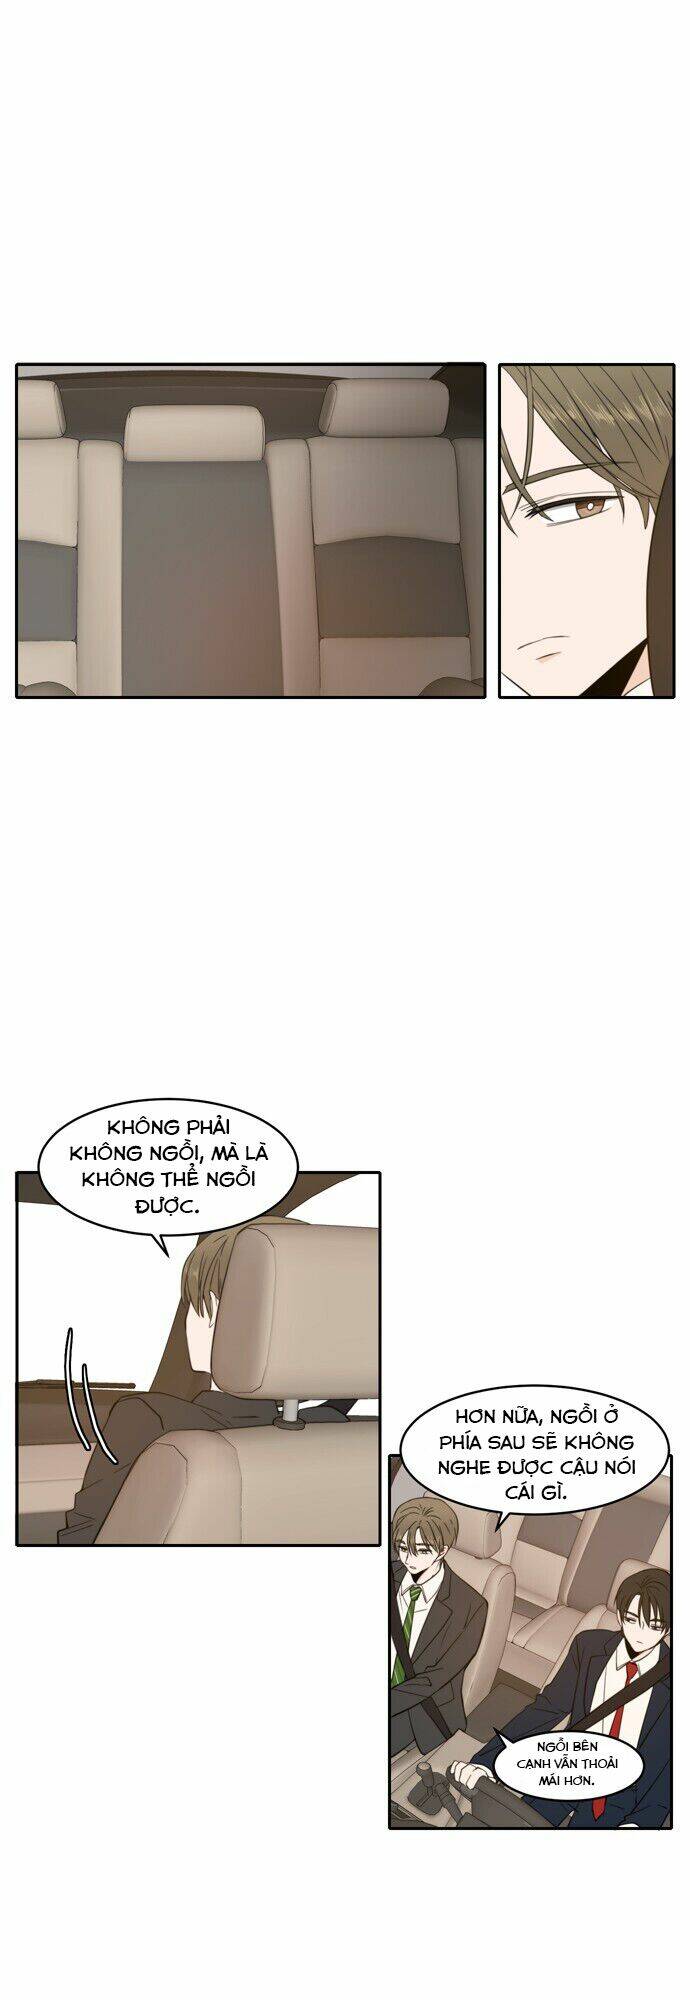 KHÔNG PHẢI
KHÔNG NGỒI, MÀ LÀ
KHÔNG THỂ NGỒI
ĐƯỢC.
HƠN NỮA, NGỒI Ở
PHÍA SAU SẼ KHÔNG
NGHE ĐƯỢC CẬU NÓI
CÁI GÌ.
NGỒI BÊN
CẠNH VẪN THOẢI
MÁI HƠN.